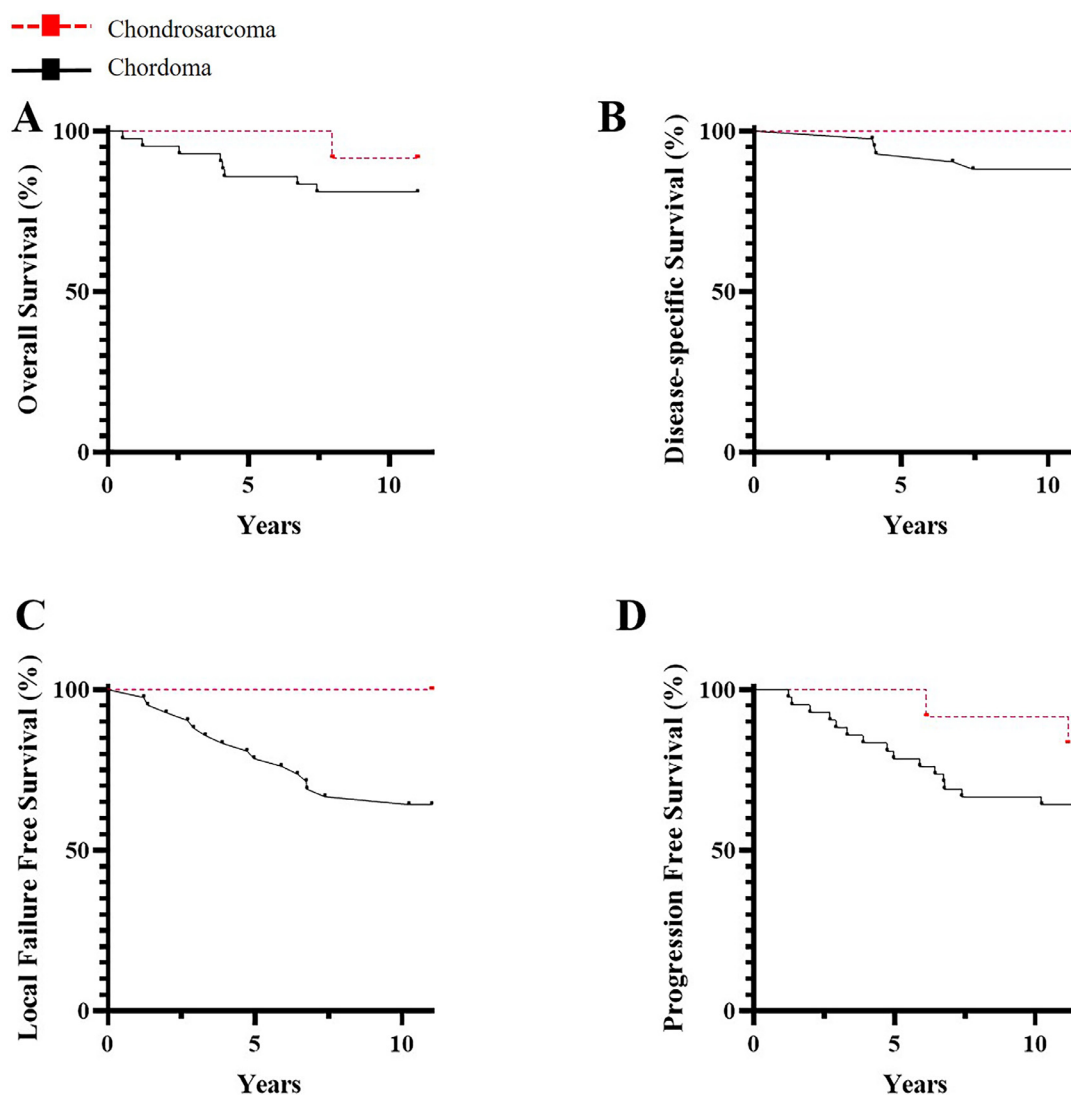 Chondrosarcoma
Chordoma
A
Overall Survival (%)
100
50
0
0 5 10
Years
B
Disease-specific Survival (%)
100
50
0
0 5 10
Years
C
Local Failure Free Survival (%)
100
50
0
0 5 10
Years
D
Progression Free Survival (%)
100
50
0
0 5 10
Years